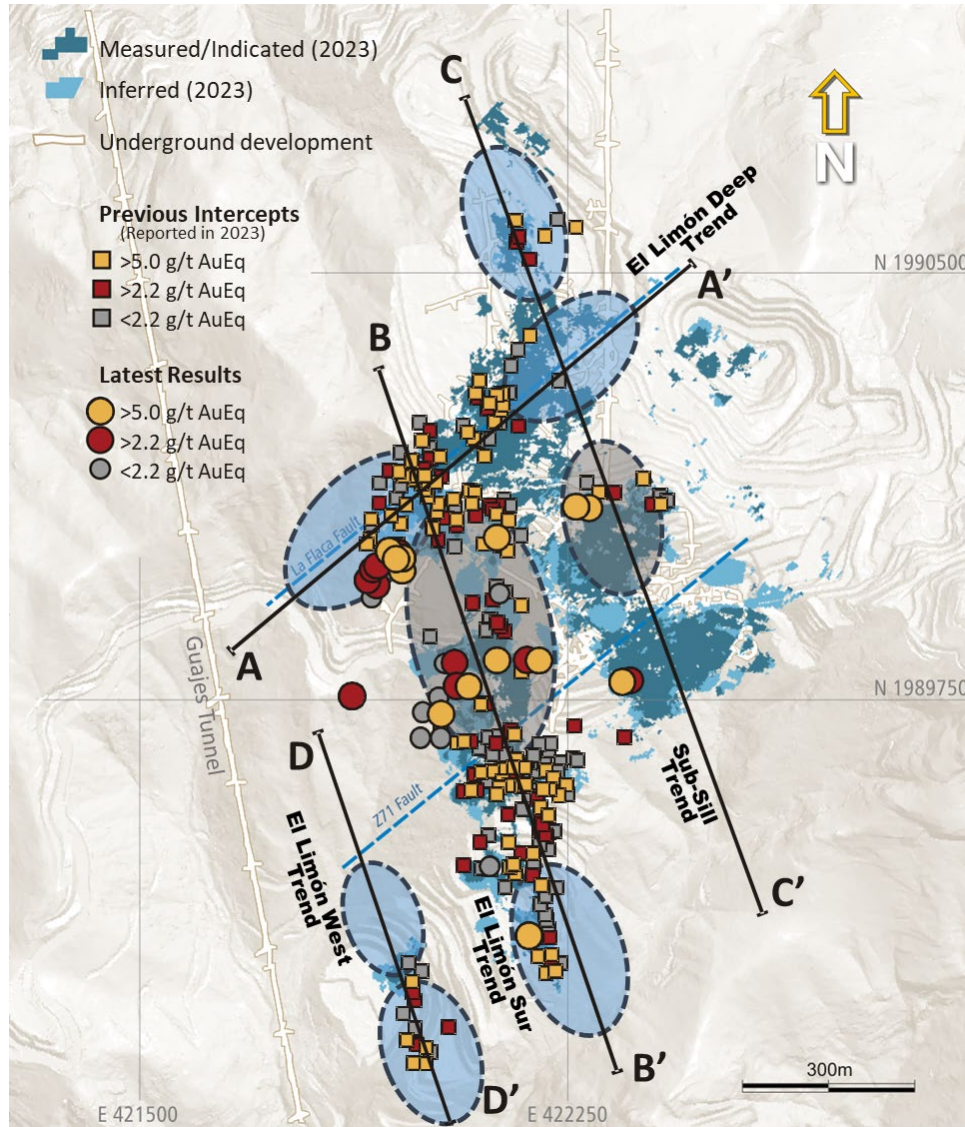 Measured/Indicated (2023)
Inferred (2023)
Underground development
Previous Intercepts
(Reported in 2023)
>5.0 g/t AuEq
>2.2 g/t AuEq
<2.2 g/t AuEq
Latest Results
>5.0 g/t AuEq
>2.2 g/t AuEq
<2.2 g/t AuEq
C
N
El Limón Deep
Trend
N 1990500
A’
B
La Flaca Fault
A
Guajes Tunnel
N 1989750
D
Z71 Fault
Sub-Sill
Trend
El Limón West
Trend
El Limón Sur
Trend
C’
B’
D’
300m
E 421500
E 422250